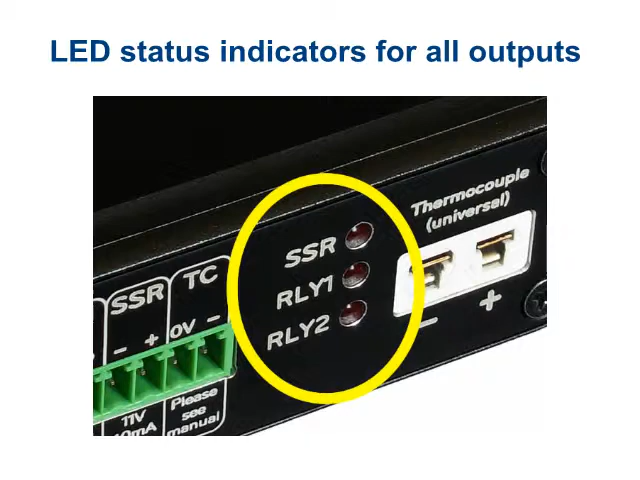 LED status indicators for all outputs
Thermocouple
(universal)
SSR
RLY1
RLY2
− +
SSR
TC
− +
0V −
11V
Please
see
manual